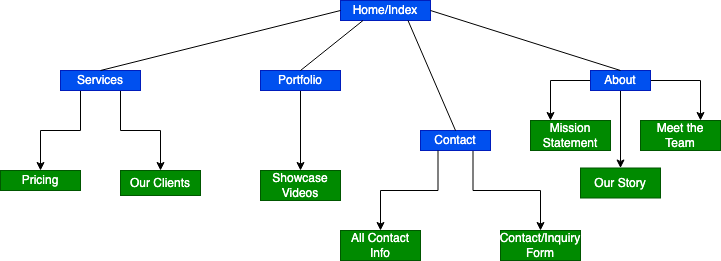 Home/Index
Services
Portfolio
About
Contact
Mission
Statement
Meet the
Team
Pricing
Our Clients
Showcase
Videos
Our Story
All Contact
Info
Contact/Inquiry
Form